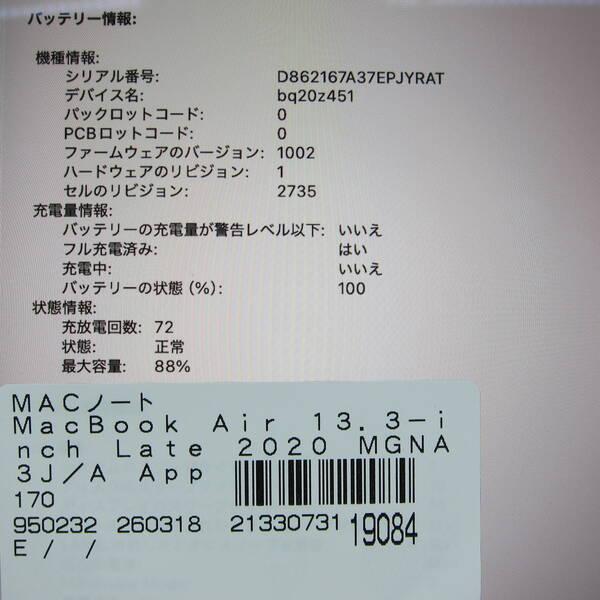 バッテリー情報:
機種情報:
シリアル番号: D862167A37EPJYRAT
デバイス名: bq20z451
パックロットコード: 0
PCBロットコード: 0
ファームウェアのバージョン: 1002
ハードウェアのリビジョン: 1
セルのリビジョン: 2735
充電量情報:
バッテリーの充電量が警告レベル以下: いいえ
フル充電済み: はい
充電中: いいえ
バッテリーの状態（%）: 100
状態情報:
充放電回数: 72
状態: 正常
最大容量: 88%
MACノート
MacBook Air 13.3-i
nch Late 2020 MGNA
3J/A App
170
950232 260318 21330731 19084
E / /